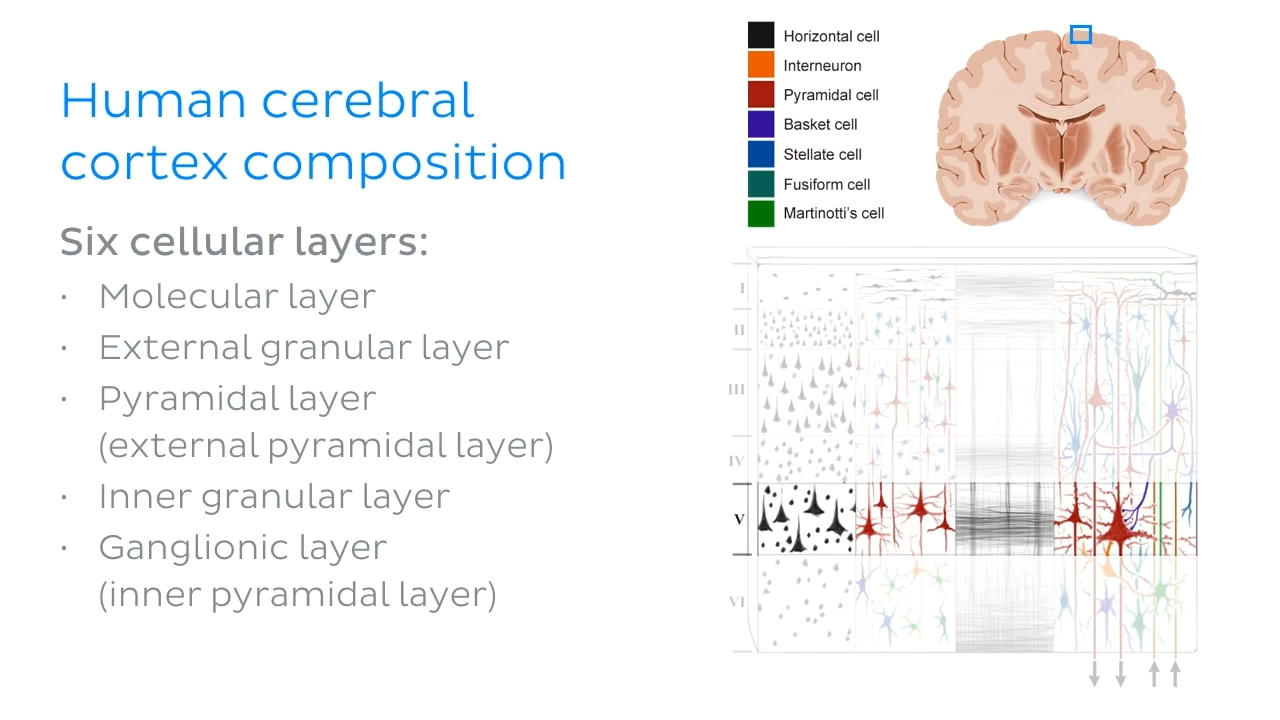 Human cerebral
cortex composition
Six cellular layers:
· Molecular layer
· External granular layer
· Pyramidal layer
(external pyramidal layer)
· Inner granular layer
· Ganglionic layer
(inner pyramidal layer)
Horizontal cell
Interneuron
Pyramidal cell
Basket cell
Stellate cell
Fusiform cell
Martinotti's cell
I
II
III
IV
V
VI